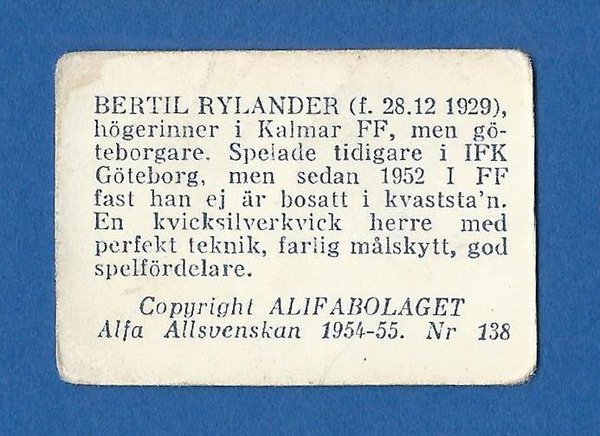 BERTIL RYLANDER (f. 28.12 1929),
högerinner i Kalmar FF, men gö-
teborgare. Spelade tidigare i IFK
Göteborg, men sedan 1952 I FF
fast han ej är bosatt i kvaststa'n.
En kvicksilverkvick herre med
perfekt teknik, farlig målskytt, god
spelfördelare.
Copyright ALIFABOLAGET
Alfa Allsvenskan 1954-55. Nr 138